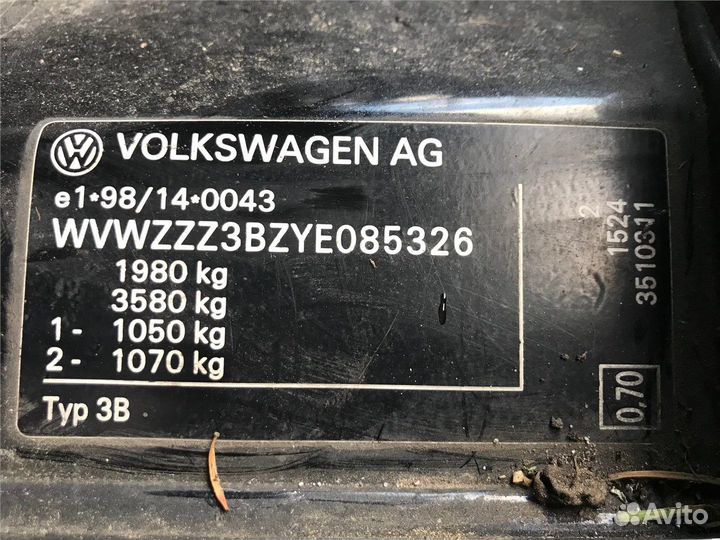 VOLKSWAGEN AG
e1*98/14*0043
WVWZZZ3BZYE085326
1980 kg
3580 kg
1- 1050 kg
2- 1070 kg
Typ 3B
2
1524
3510311
0,70
Avito